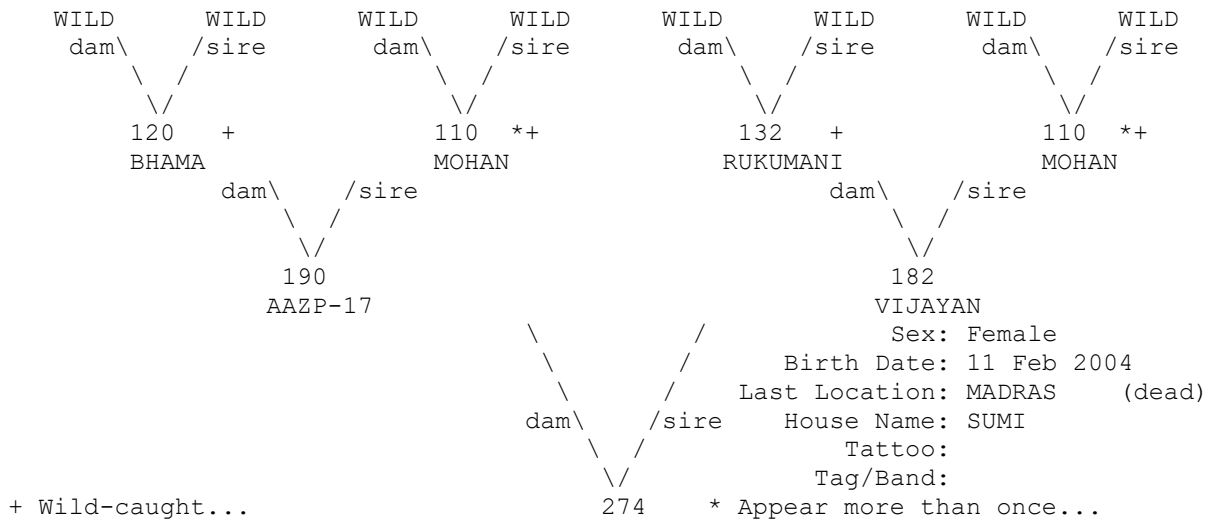 WILD WILD WILD WILD WILD WILD WILD WILD
dam\ /sire dam\ /sire dam\ /sire dam\ /sire
\ / \ / \ / \ /
\/ \/ \/ \/
120 + 110 *+ 132 + 110 *+
BHAMA MOHAN RUKUMANI MOHAN
dam\ /sire dam\ /sire
\ / \ /
\/ \/
190 182
AAZP-17 VIJAYAN
\ / Sex: Female
\ / Birth Date: 11 Feb 2004
\ / Last Location: MADRAS (dead)
dam\ /sire House Name: SUMI
\ / Tattoo:
\/ Tag/Band:
+ Wild-caught... 274 * Appear more than once...